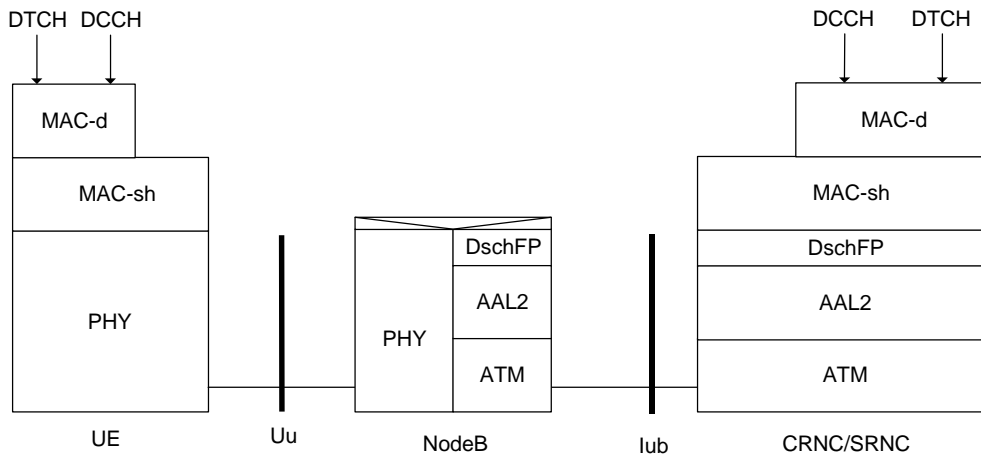 DTCH DCCH
DCCH DTCH
MAC-d
MAC-d
MAC-sh
MAC-sh
DschFP
DschFP
AAL2
AAL2
PHY
PHY
ATM
ATM
UE
Uu
NodeB
Iub
CRNC/SRNC